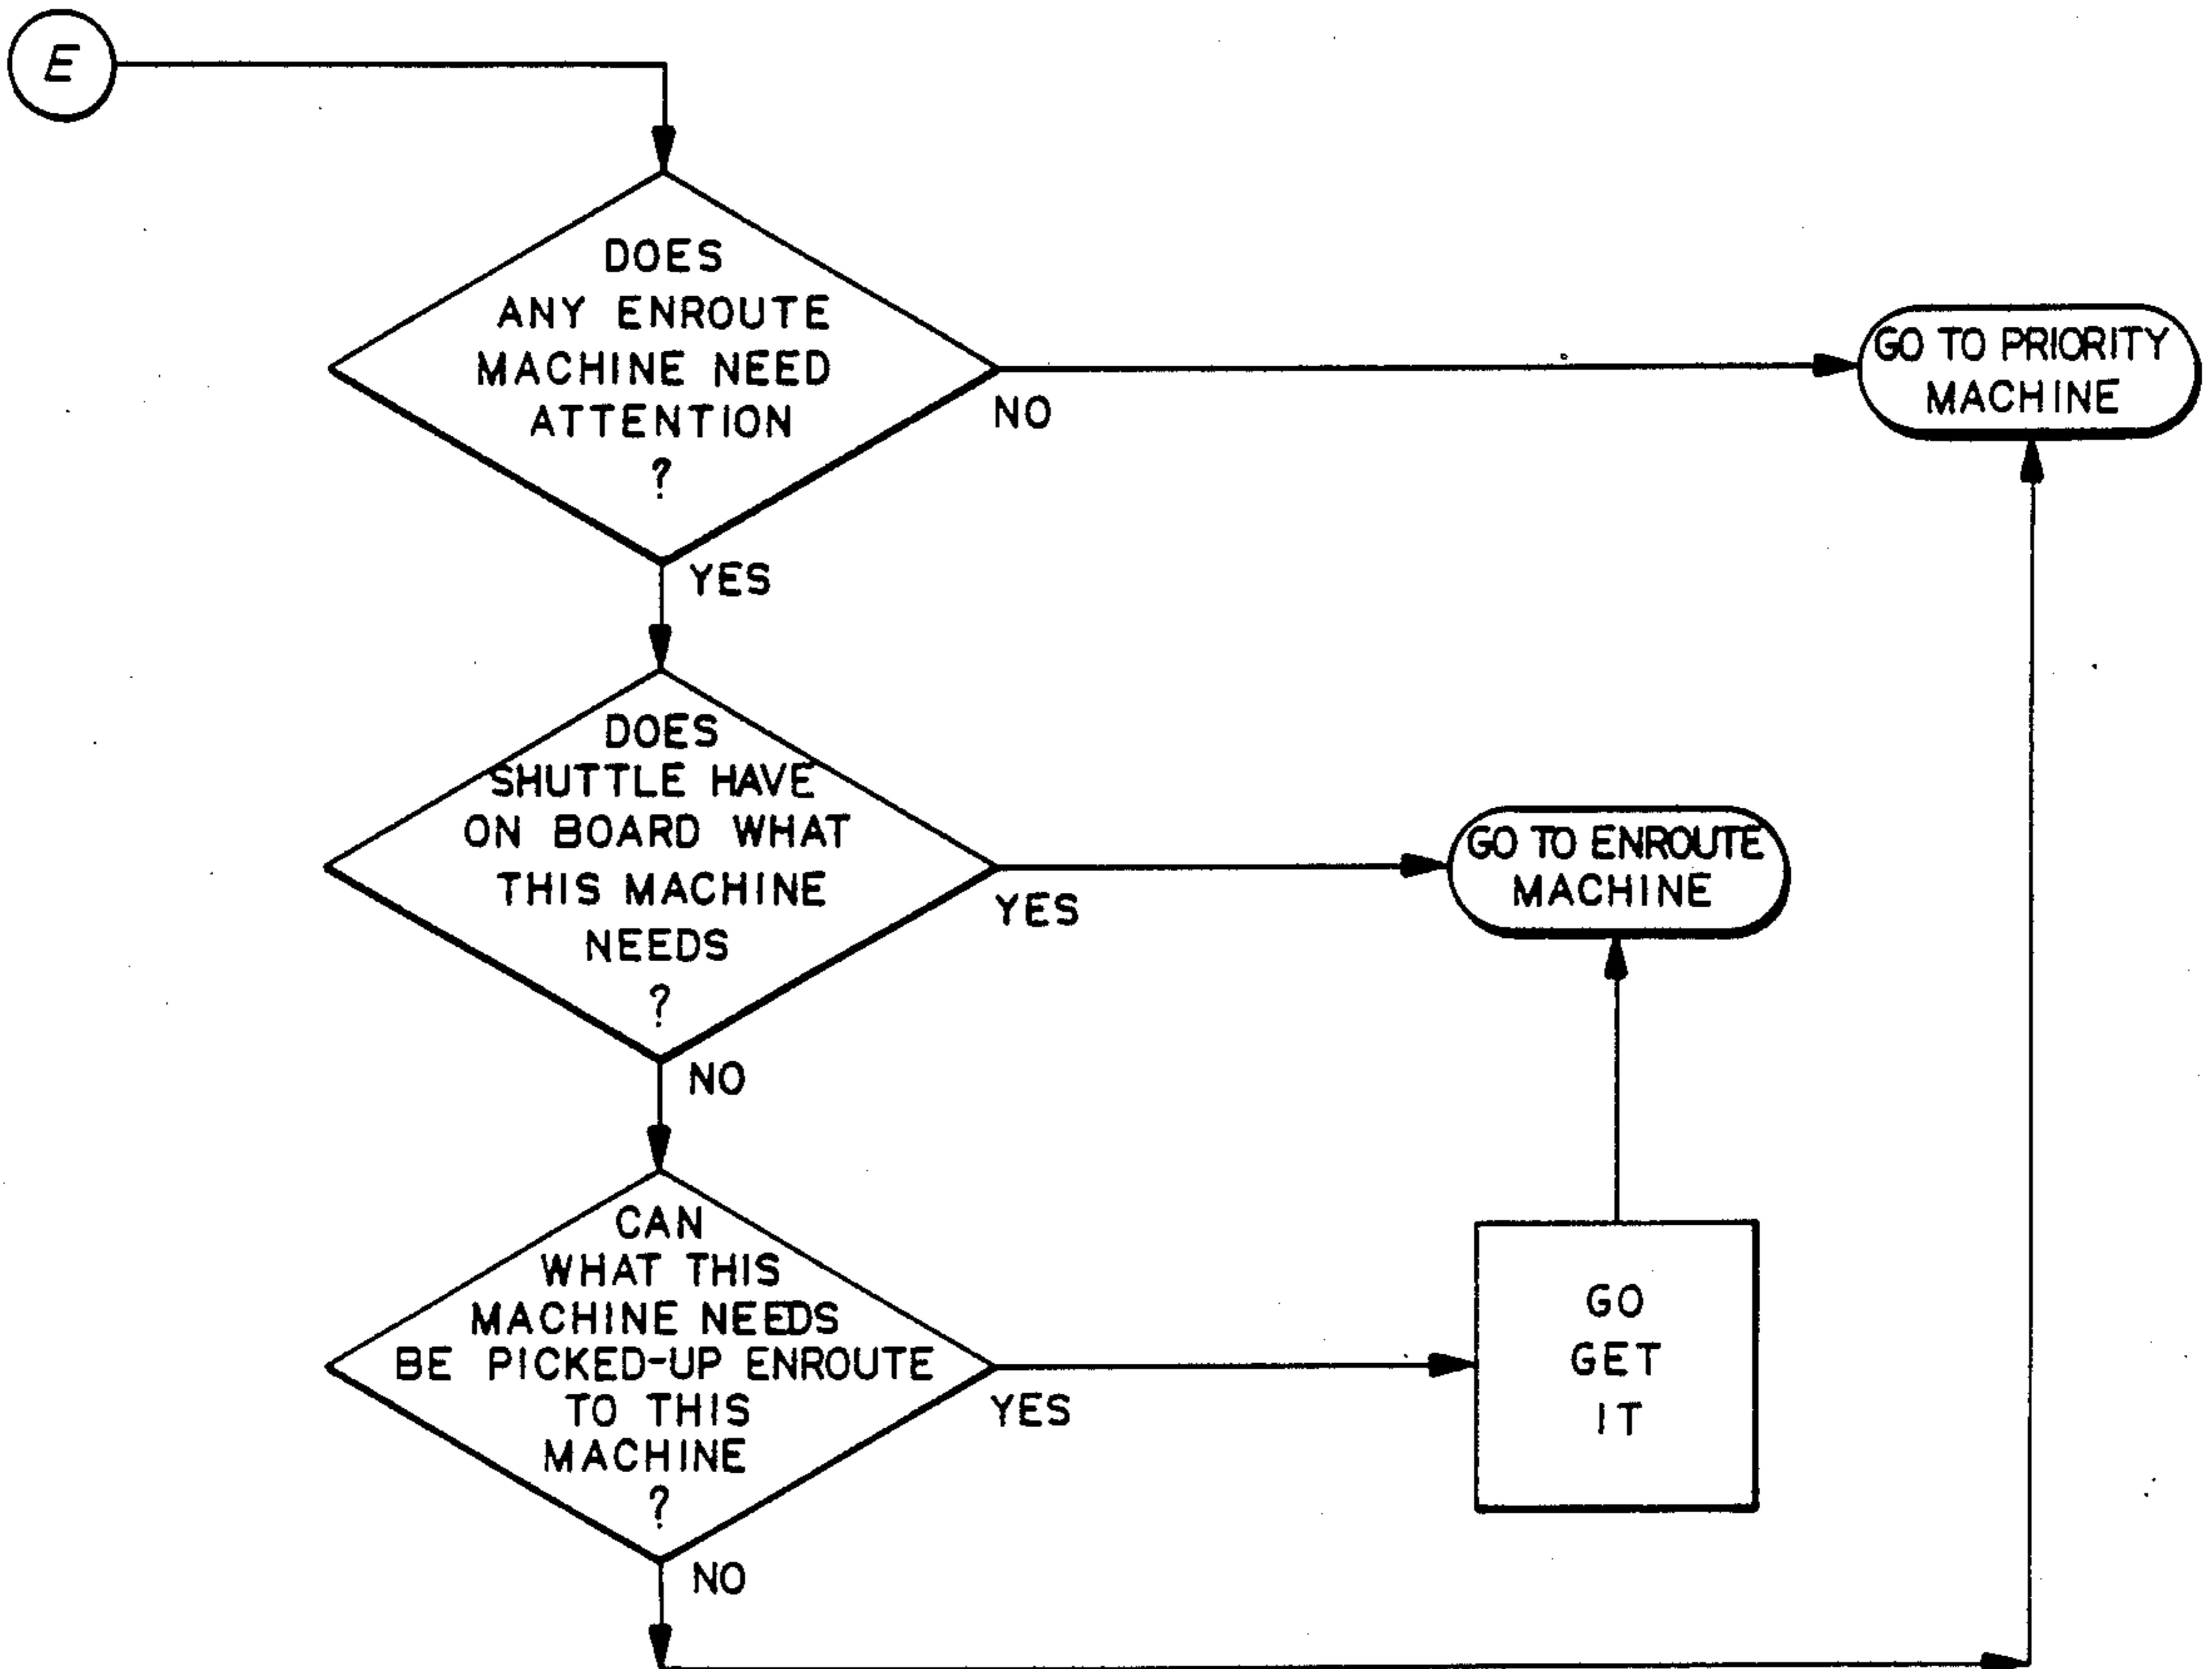 E
DOES
ANY ENROUTE
MACHINE NEED
ATTENTION
?
NO
GO TO PRIORITY
MACHINE
YES
DOES
SHUTTLE HAVE
ON BOARD WHAT
THIS MACHINE
NEEDS
?
YES
GO TO ENROUTE
MACHINE
NO
CAN
WHAT THIS
MACHINE NEEDS
BE PICKED-UP ENROUTE
TO THIS
MACHINE
?
YES
GO
GET
IT
NO